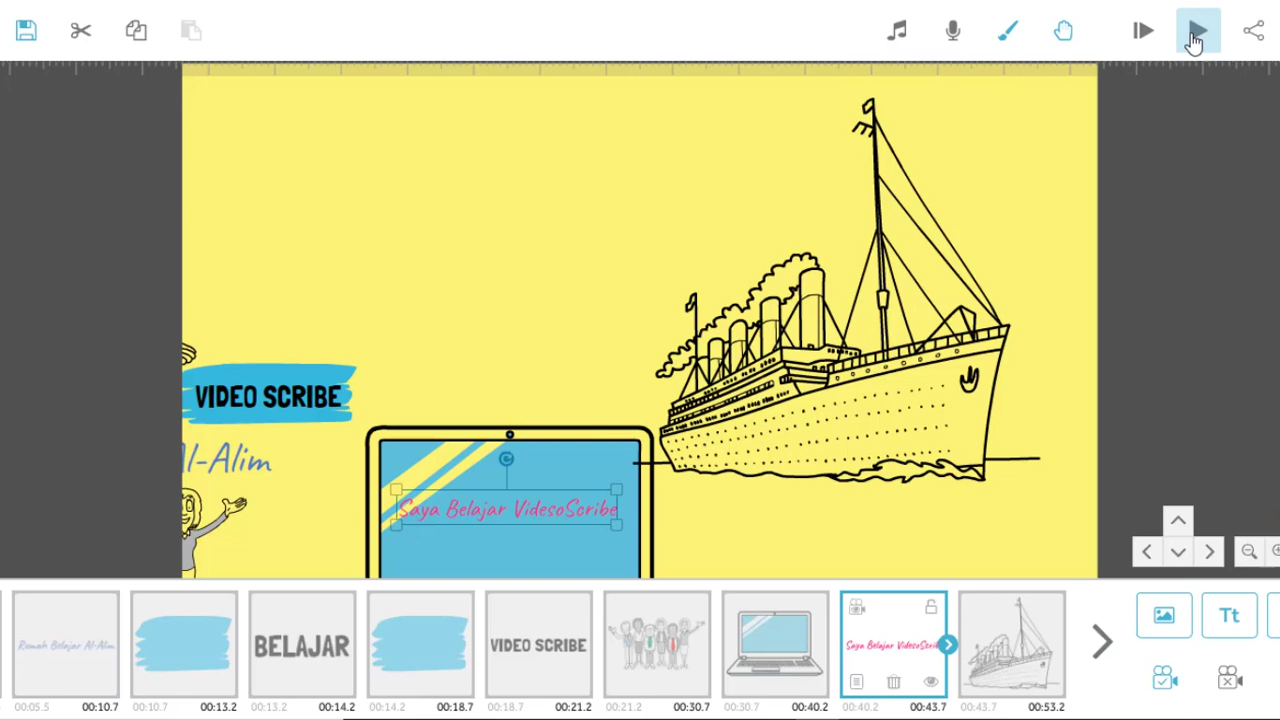 VIDEO SCRIBE
Al-Alim
Saya Belajar VidesoScribe
Rumah Belajar Al-Alim
BELAJAR
VIDEO SCRIBE
Saya Belajar VidesoScri
Tt
00:05.5 00:10.7
00:10.7 00:13.2
00:13.2 00:14.2
00:14.2 00:18.7
00:18.7 00:21.2
00:21.2 00:30.7
00:30.7 00:40.2
00:40.2 00:43.7
00:43.7 00:53.2